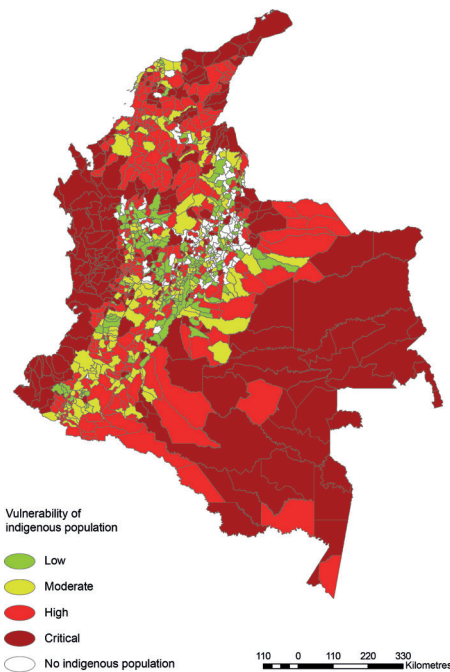 Vulnerability of
indigenous population
Low
Moderate
High
Critical
No indigenous population
110 0 110 220 330
Kilometres